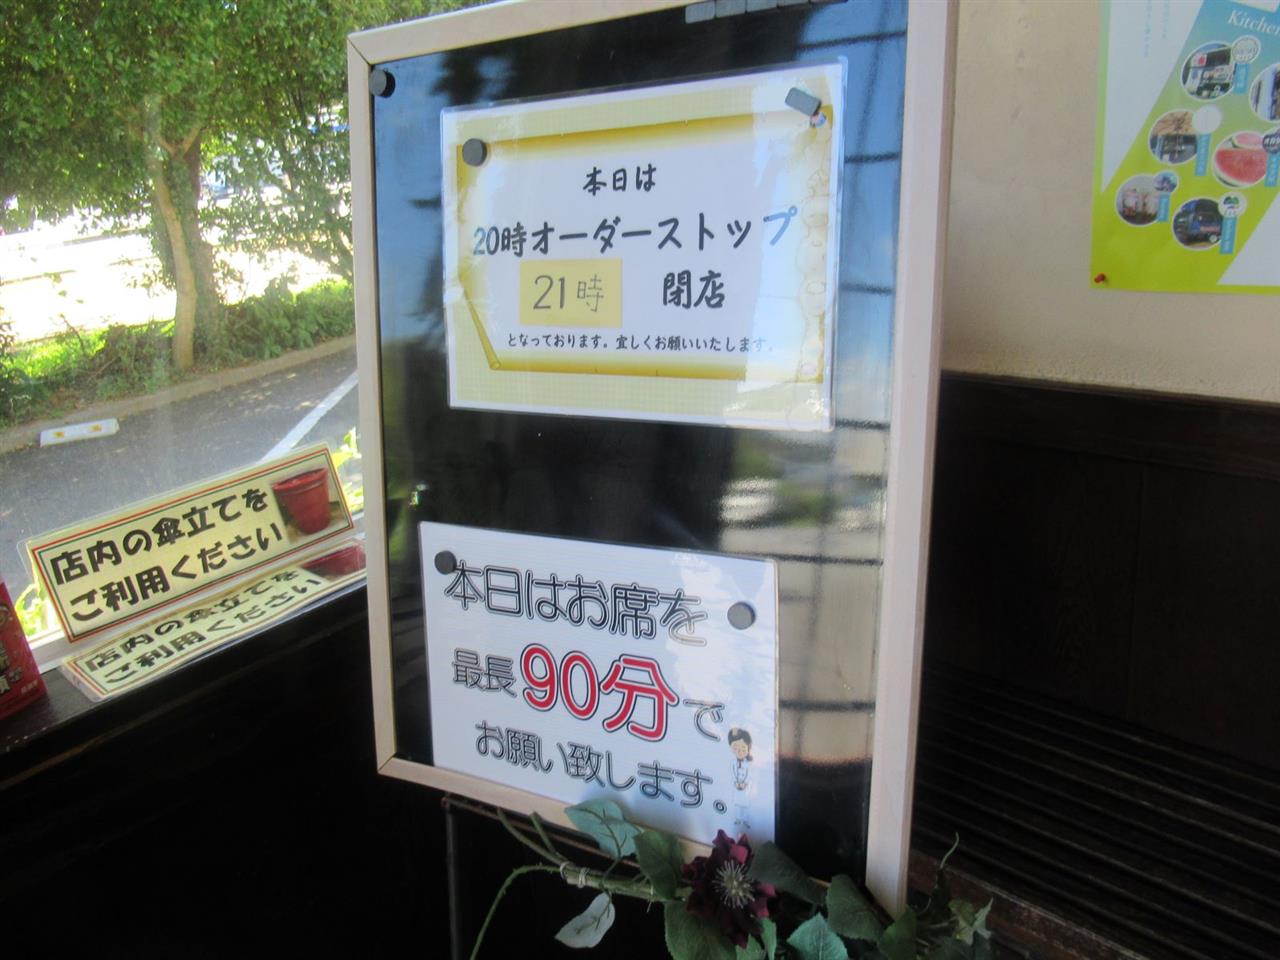 本日は
20時オーダーストップ
21時 閉店
となっております。宜しくお願いいたします。
本日はお席を
最長90分で
お願い致します。
店内の傘立てを
ご利用ください
店内の傘立てを
ご利用ください
Kitchen